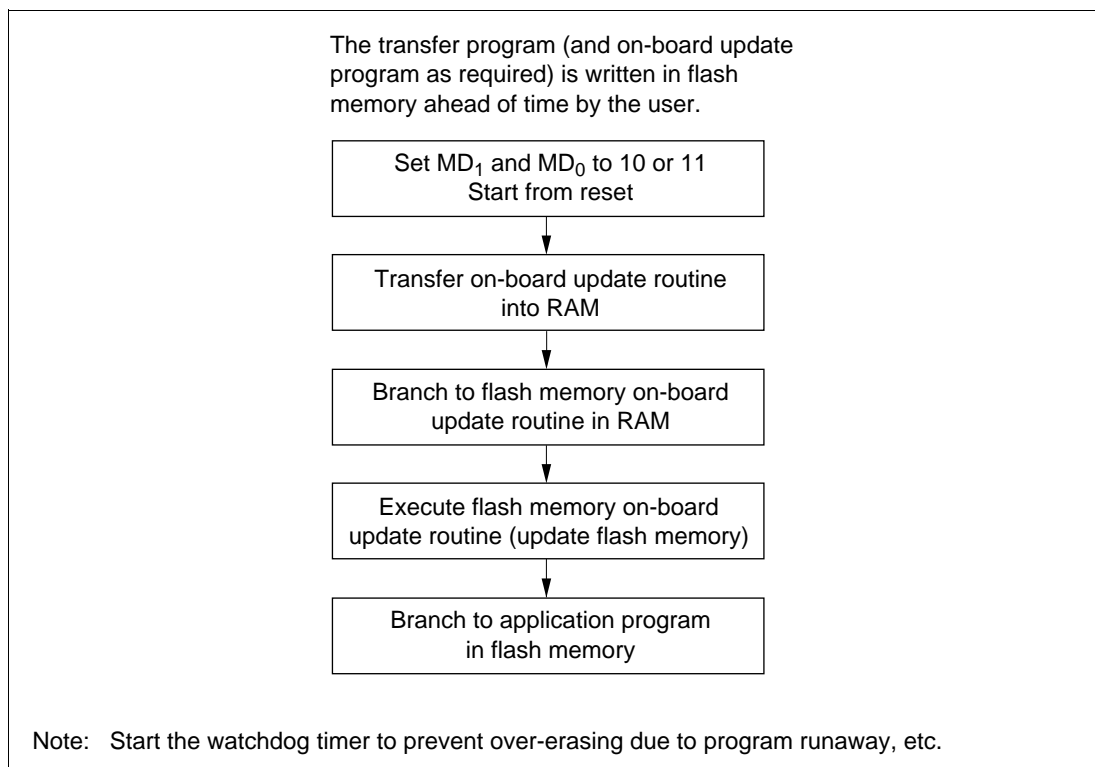 The transfer program (and on-board update
program as required) is written in flash
memory ahead of time by the user.
Set MD₁ and MD₀ to 10 or 11
Start from reset
Transfer on-board update routine
into RAM
Branch to flash memory on-board
update routine in RAM
Execute flash memory on-board
update routine (update flash memory)
Branch to application program
in flash memory
Note: Start the watchdog timer to prevent over-erasing due to program runaway, etc.